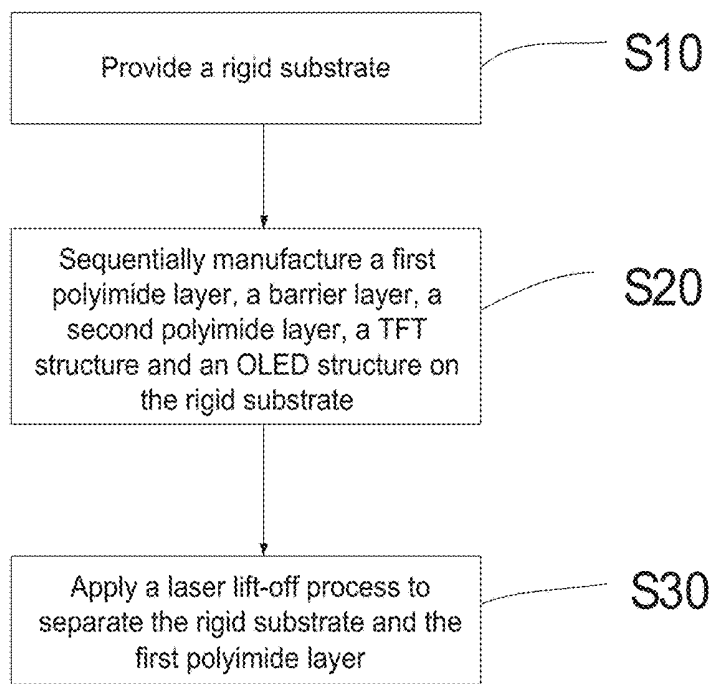 Provide a rigid substrate
S10
Sequentially manufacture a first
polyimide layer, a barrier layer, a
second polyimide layer, a TFT
structure and an OLED structure on
the rigid substrate
S20
Apply a laser lift-off process to
separate the rigid substrate and the
first polyimide layer
S30